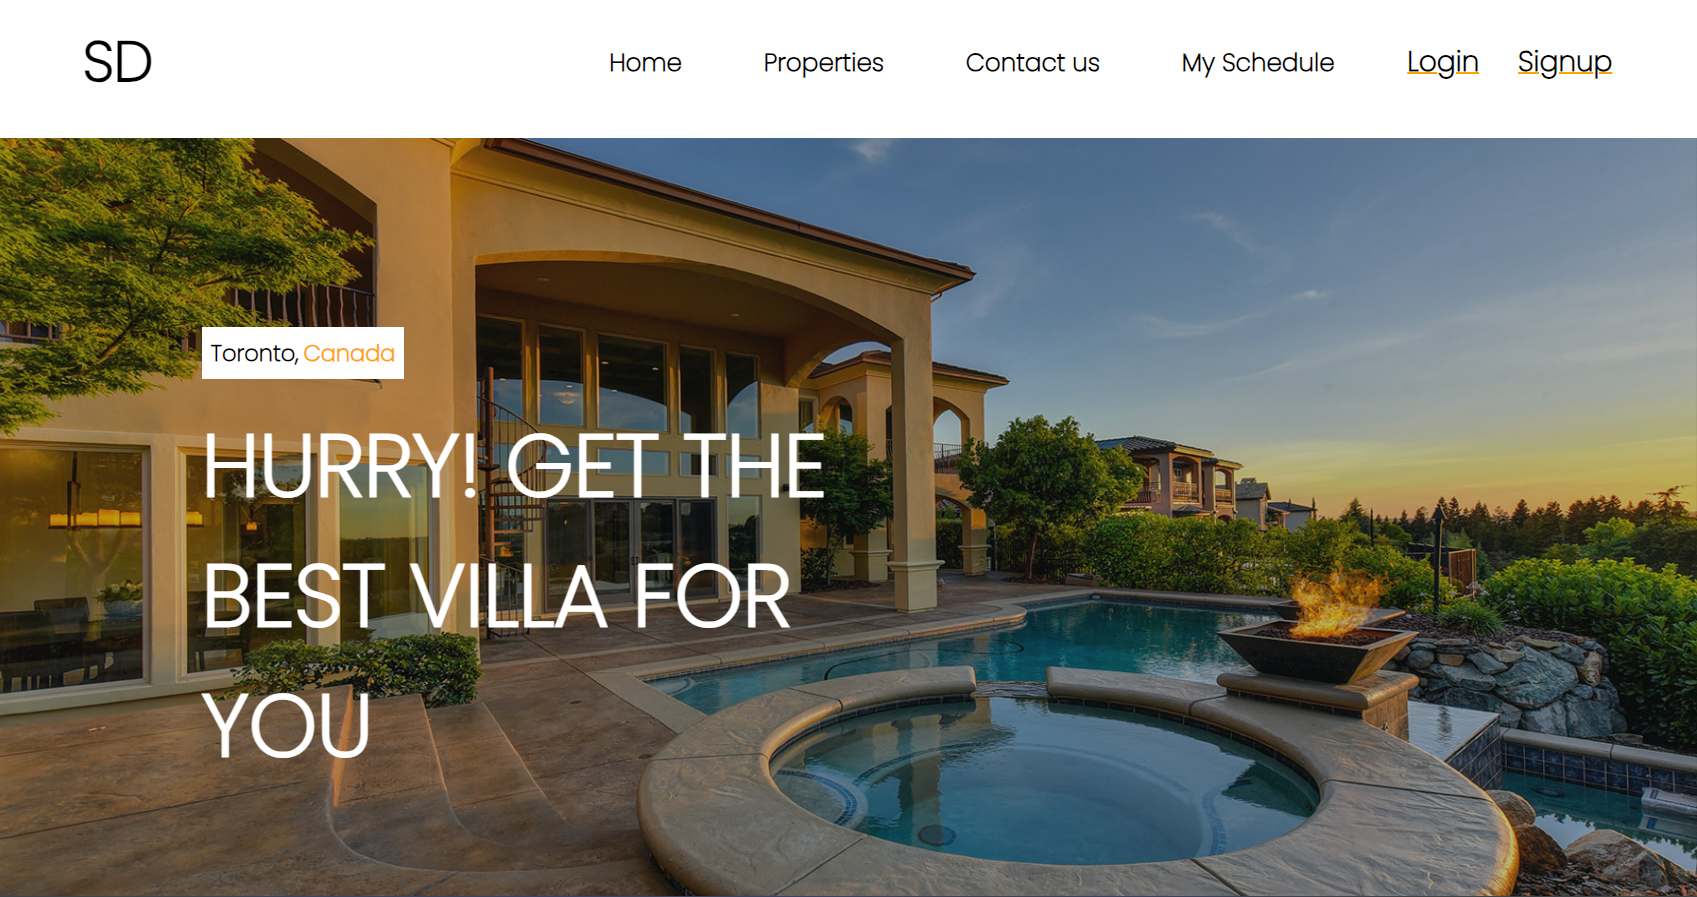 SD
Home Properties Contact us My Schedule Login Signup
Toronto, Canada
HURRY! GET THE
BEST VILLA FOR
YOU